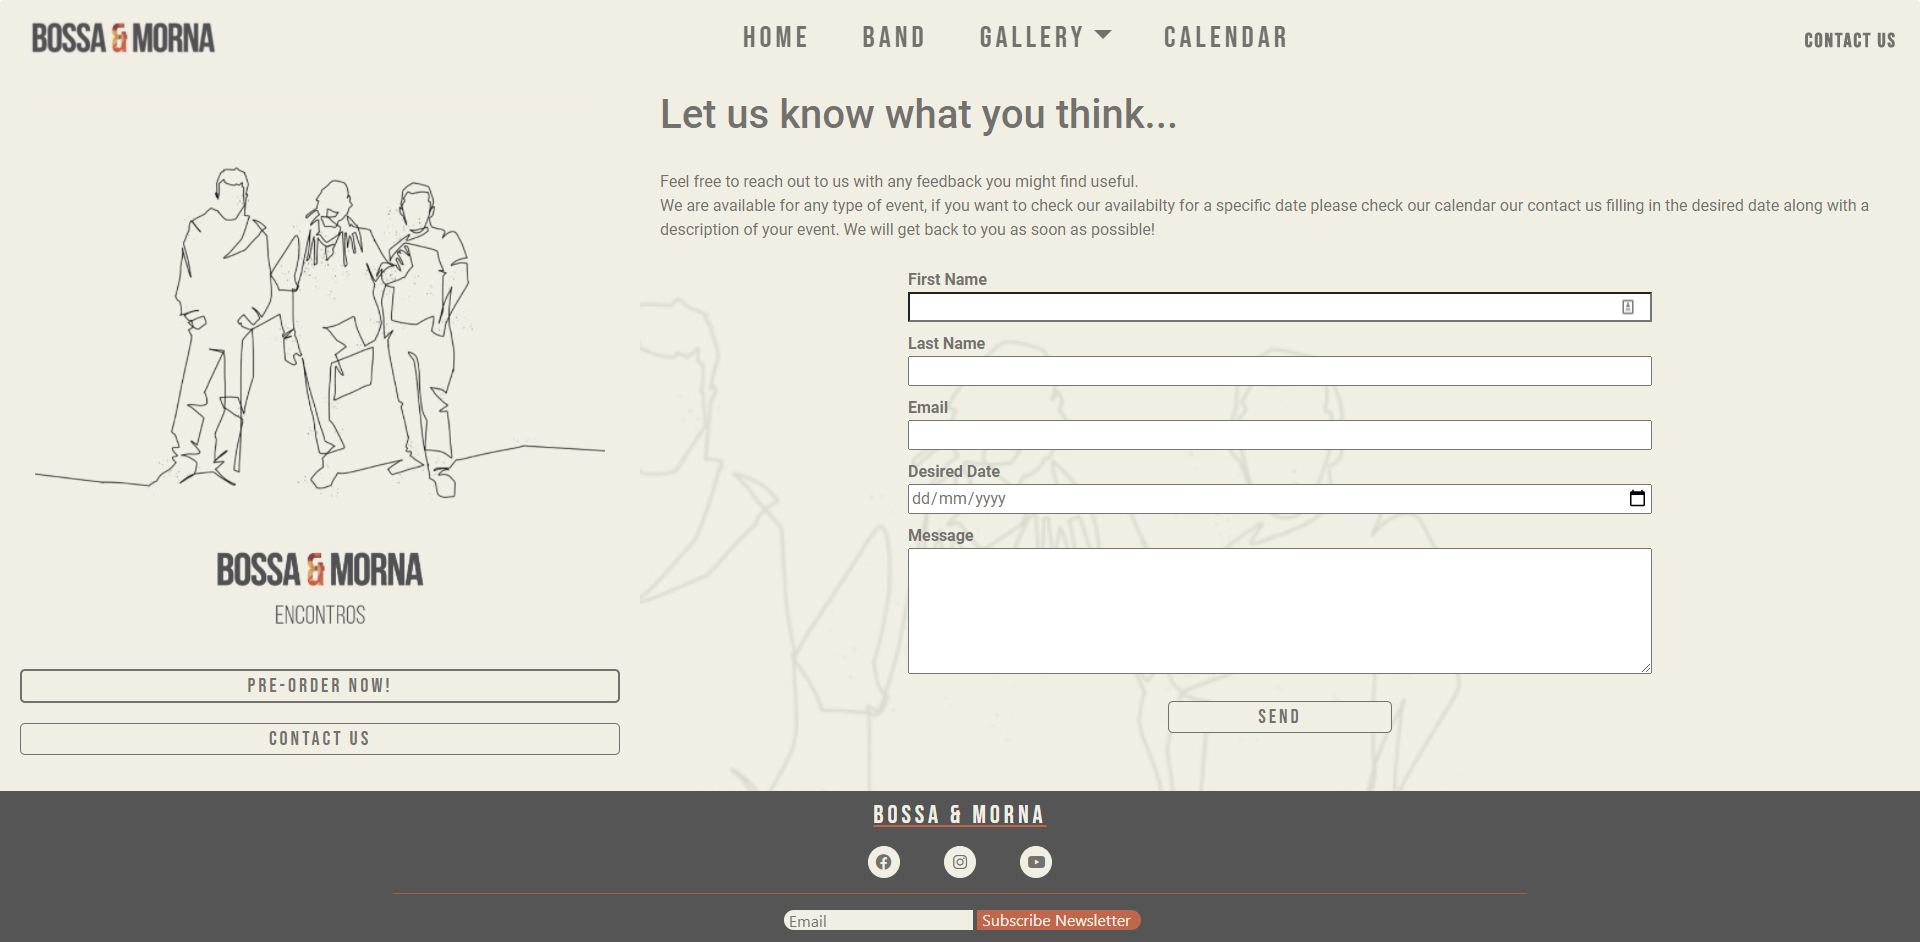 BOSSA & MORNA
HOME
BAND
GALLERY
CALENDAR
CONTACT US
BOSSA & MORNA
ENCONTROS
PRE-ORDER NOW!
CONTACT US
Let us know what you think...
Feel free to reach out to us with any feedback you might find useful.
We are available for any type of event, if you want to check our availabilty for a specific date please check our calendar our contact us filling in the desired date along with a
description of your event. We will get back to you as soon as possible!
First Name
Last Name
Email
Desired Date
dd/mm/yyyy
Message
SEND
BOSSA & MORNA
Email
Subscribe Newsletter